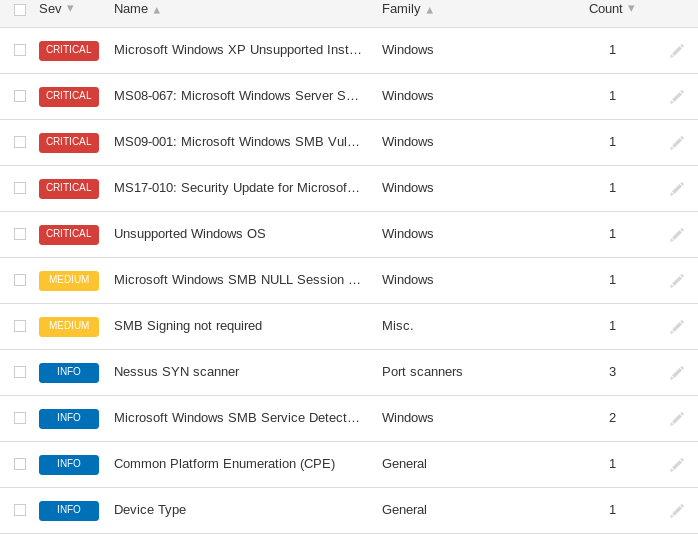 Sev ▼ Name ▲ Family ▲ Count ▼
CRITICAL Microsoft Windows XP Unsupported Inst… Windows 1
CRITICAL MS08-067: Microsoft Windows Server S… Windows 1
CRITICAL MS09-001: Microsoft Windows SMB Vul… Windows 1
CRITICAL MS17-010: Security Update for Microsof… Windows 1
CRITICAL Unsupported Windows OS Windows 1
MEDIUM Microsoft Windows SMB NULL Session … Windows 1
MEDIUM SMB Signing not required Misc. 1
INFO Nessus SYN scanner Port scanners 3
INFO Microsoft Windows SMB Service Detect… Windows 2
INFO Common Platform Enumeration (CPE) General 1
INFO Device Type General 1